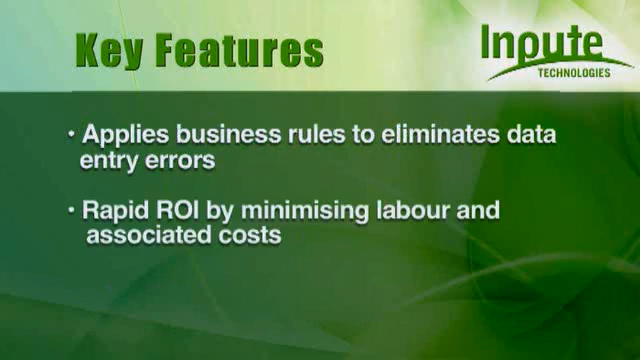 Key Features
Inpute
TECHNOLOGIES
• Applies business rules to eliminates data
entry errors
• Rapid ROI by minimising labour and
associated costs